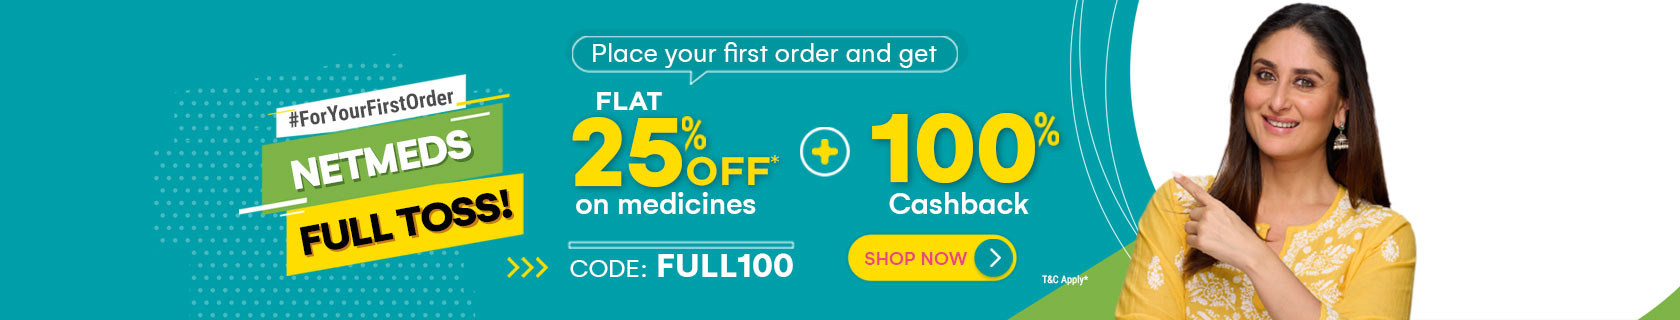 #ForYourFirstOrder
NETMEDS
FULL TOSS!
Place your first order and get
FLAT
25% OFF*
on medicines
+
100%
Cashback
CODE: FULL100
SHOP NOW
T&C Apply*